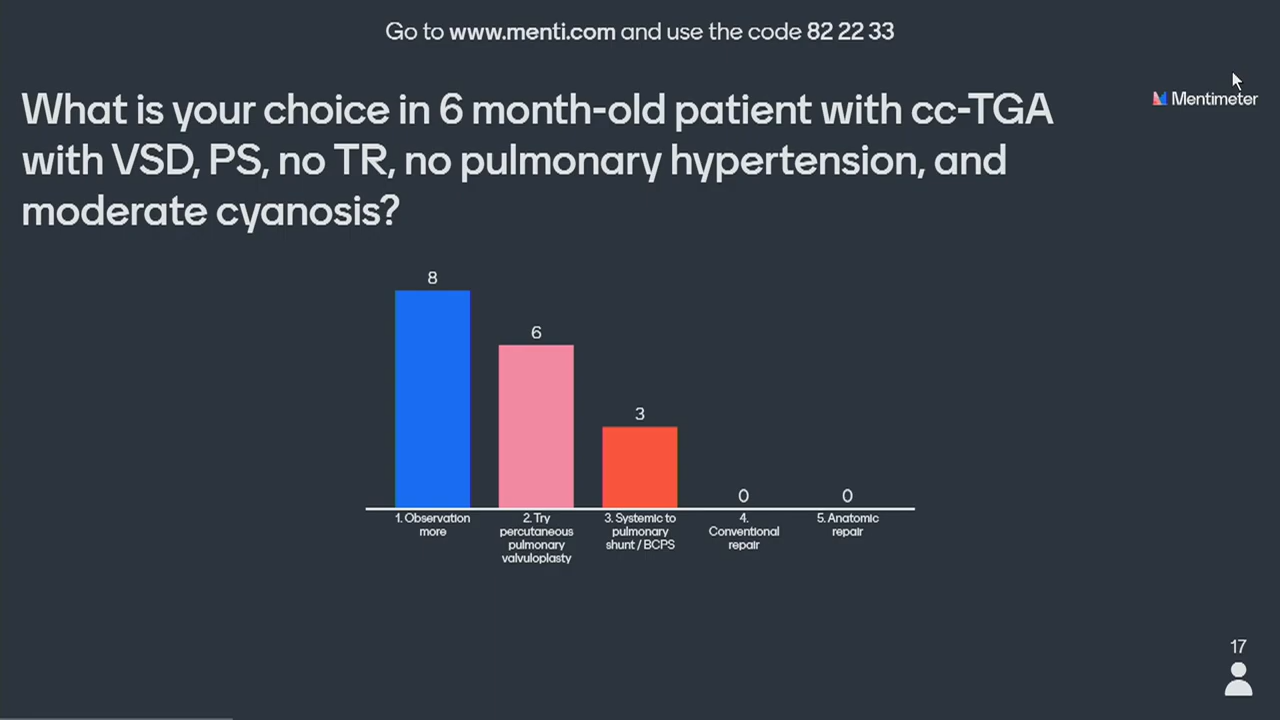 Go to www.menti.com and use the code 82 22 33
Mentimeter
What is your choice in 6 month-old patient with cc-TGA
with VSD, PS, no TR, no pulmonary hypertension, and
moderate cyanosis?
8
6
3
0
0
1. Observation
more
2. Try
percutaneous
pulmonary
valvuloplasty
3. Systemic to
pulmonary
shunt / BCPS
4.
Conventional
repair
5. Anatomic
repair
17